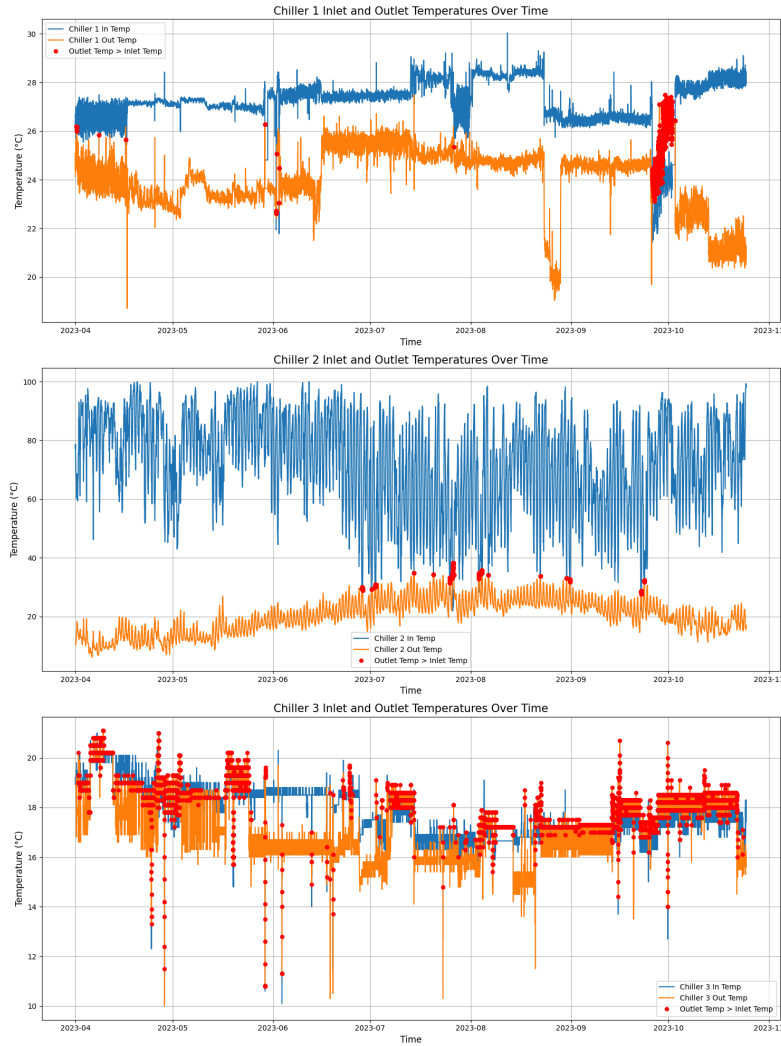 Chiller 1 Inlet and Outlet Temperatures Over Time
Chiller 1 In Temp
Chiller 1 Out Temp
Outlet Temp > Inlet Temp
Temperature (°C)
30
28
26
24
22
20
2023-04 2023-05 2023-06 2023-07 2023-08 2023-09 2023-10 2023-11
Time
Chiller 2 Inlet and Outlet Temperatures Over Time
Temperature (°C)
100
80
60
40
20
Chiller 2 In Temp
Chiller 2 Out Temp
Outlet Temp > Inlet Temp
2023-04 2023-05 2023-06 2023-07 2023-08 2023-09 2023-10 2023-11
Time
Chiller 3 Inlet and Outlet Temperatures Over Time
Temperature (°C)
20
18
16
14
12
10
Chiller 3 In Temp
Chiller 3 Out Temp
Outlet Temp > Inlet Temp
2023-04 2023-05 2023-06 2023-07 2023-08 2023-09 2023-10 2023-11
Time